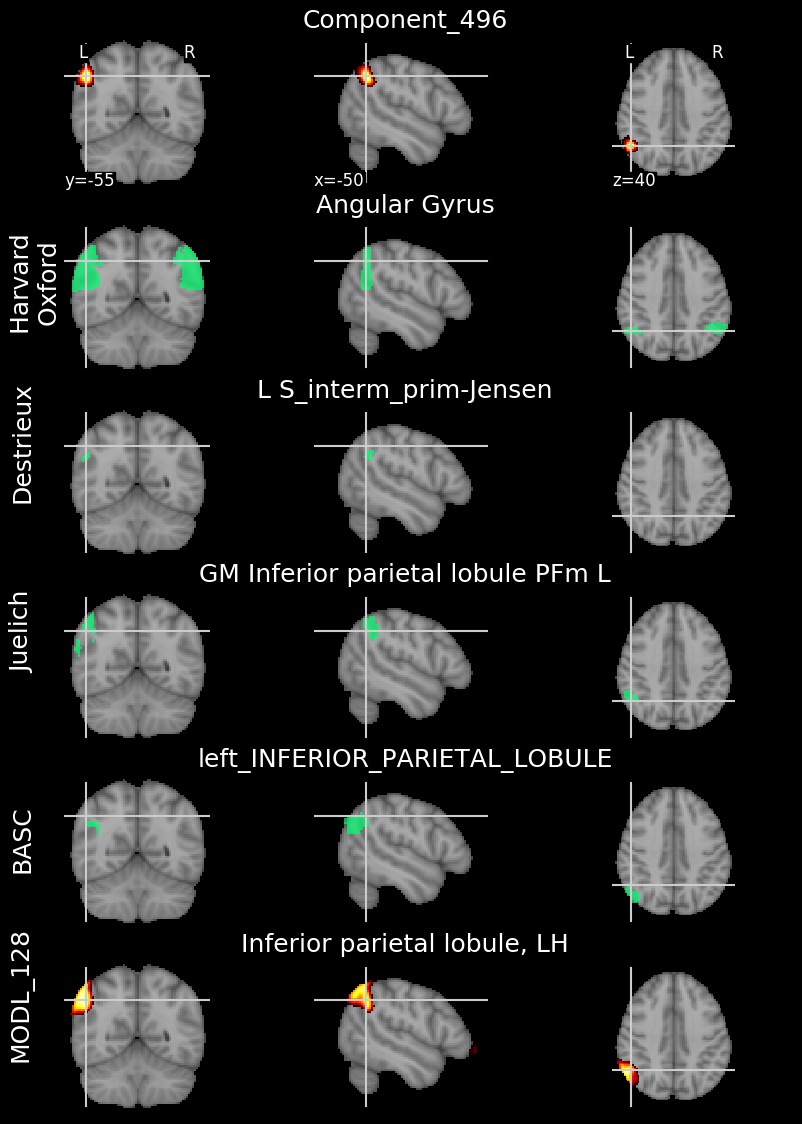 Component_496
L R
L R
y=-55
x=-50
z=40
Angular Gyrus
Harvard
Oxford
L S_interm_prim-Jensen
Destrieux
GM Inferior parietal lobule PFm L
Juelich
left_INFERIOR_PARIETAL_LOBULE
BASC
Inferior parietal lobule, LH
MODL_128